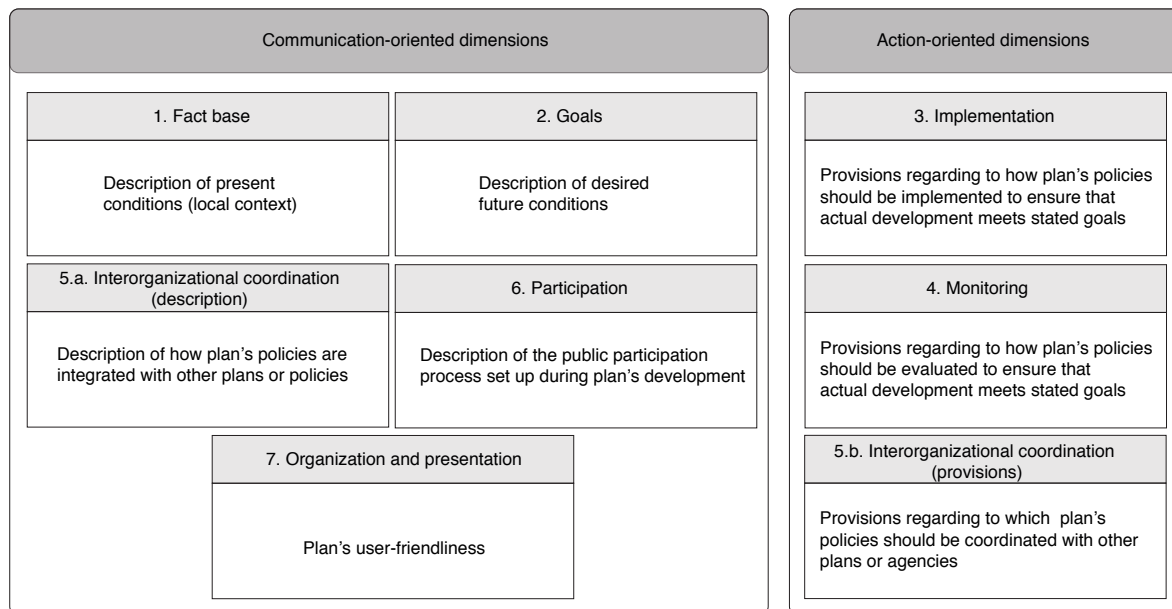 Communication-oriented dimensions
Action-oriented dimensions
1. Fact base
Description of present
conditions (local context)
2. Goals
Description of desired
future conditions
3. Implementation
Provisions regarding to how plan's policies
should be implemented to ensure that
actual development meets stated goals
5.a. Interorganizational coordination
(description)
Description of how plan's policies are
integrated with other plans or policies
6. Participation
Description of the public participation
process set up during plan's development
4. Monitoring
Provisions regarding to how plan's policies
should be evaluated to ensure that
actual development meets stated goals
7. Organization and presentation
Plan's user-friendliness
5.b. Interorganizational coordination
(provisions)
Provisions regarding to which plan's
policies should be coordinated with other
plans or agencies